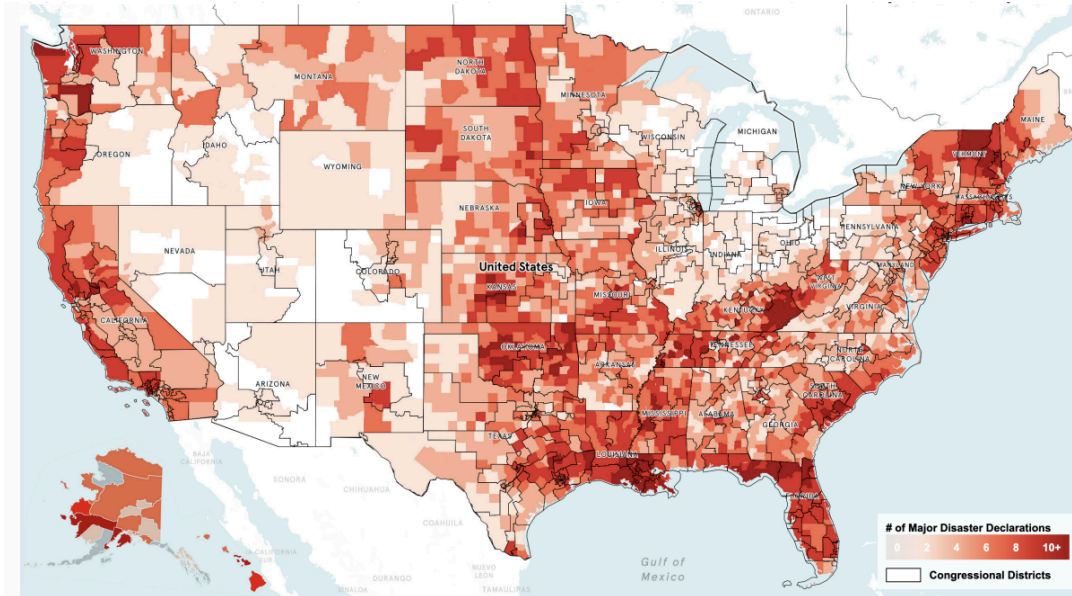 ONTARIO
WASHINGTON
MONTANA
NORTH
DAKOTA
MINNESOTA
MAINE
OREGON
IDAHO
WYOMING
SOUTH
DAKOTA
WISCONSIN
MICHIGAN
VERMONT
NEW YORK
MASSACHUSETTS
NEBRASKA
IOWA
PENNSYLVANIA
NEVADA
UTAH
COLORADO
United States
KANSAS
MISSOURI
ILLINOIS
INDIANA
OHIO
MARYLAND
WEST
VIRGINIA
VIRGINIA
KENTUCKY
CALIFORNIA
ARIZONA
NEW
MEXICO
OKLAHOMA
ARKANSAS
TENNESSEE
NORTH
CAROLINA
SOUTH
CAROLINA
MISSISSIPPI
ALABAMA
GEORGIA
TEXAS
LOUISIANA
FLORIDA
BAJA
CALIFORNIA
SONORA
CHIHUAHUA
COAHUILA
CALIFORNIA
SUR
DURANGO
SINALOA
NUEVO
LEON
TAMAULIPAS
Gulf of
Mexico
# of Major Disaster Declarations
0 2 4 6 8 10+
Congressional Districts